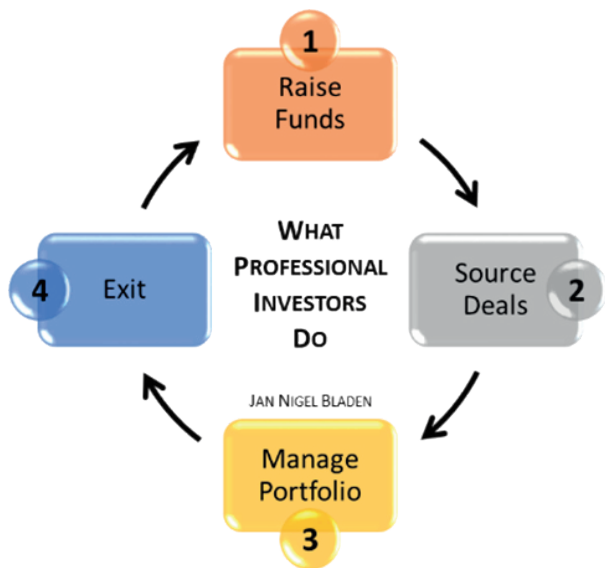 1
Raise
Funds
WHAT
PROFESSIONAL
INVESTORS
DO
Source
Deals
2
4
Exit
JAN NIGEL BLADEN
Manage
Portfolio
3